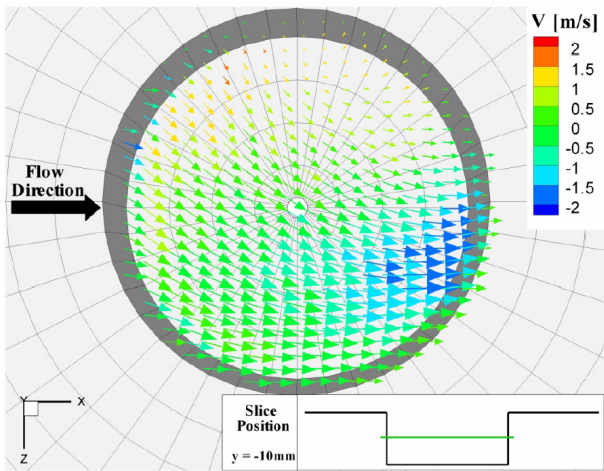 V [m/s]
2
1.5
1
0.5
0
-0.5
-1
-1.5
-2
Flow
Direction
Y
X
Z
Slice
Position
y = -10mm